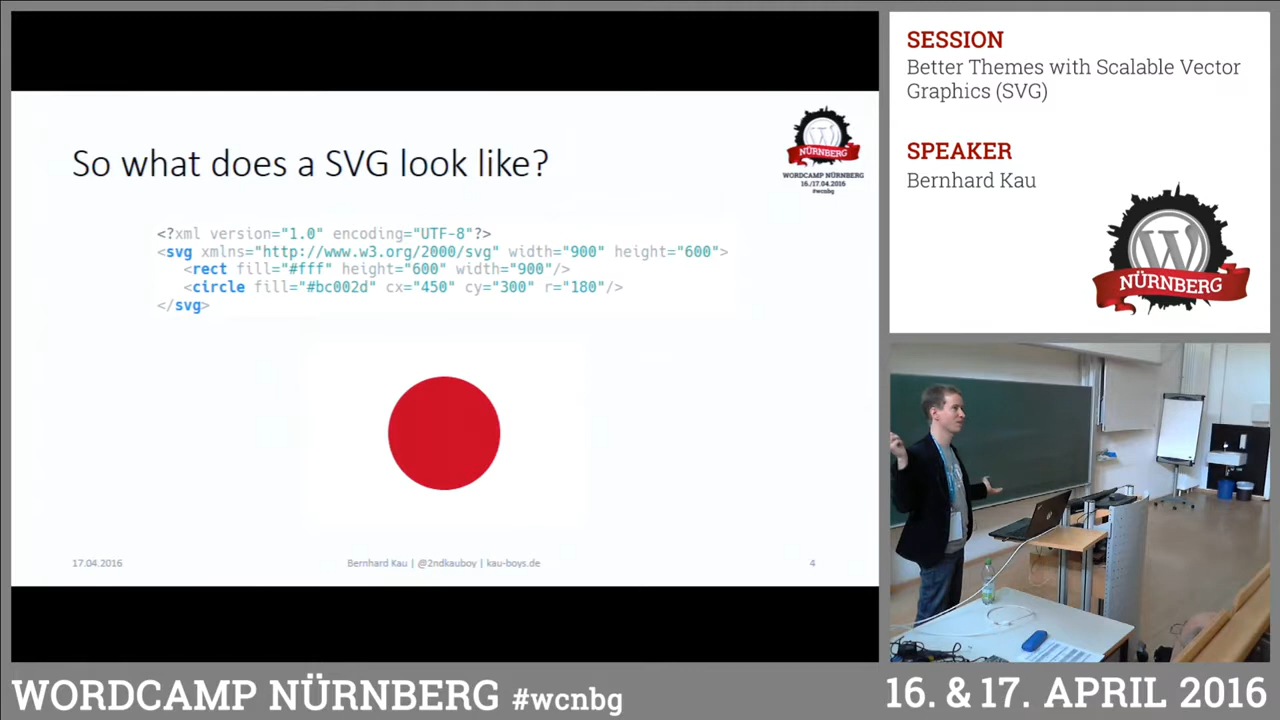 So what does a SVG look like?
NÜRNBERG
WORDCAMP NÜRNBERG
16./17.04.2016
#wcnbg
<?xml version="1.0" encoding="UTF-8"?>
<svg xmlns="http://www.w3.org/2000/svg" width="900" height="600">
<rect fill="#fff" height="600" width="900"/>
<circle fill="#bc002d" cx="450" cy="300" r="180"/>
</svg>
17.04.2016
Bernhard Kau | @2ndkauboy | kau-boys.de
4
SESSION
Better Themes with Scalable Vector
Graphics (SVG)
SPEAKER
Bernhard Kau
NÜRNBERG
WORDCAMP NÜRNBERG #wcnbg
16. & 17. APRIL 2016